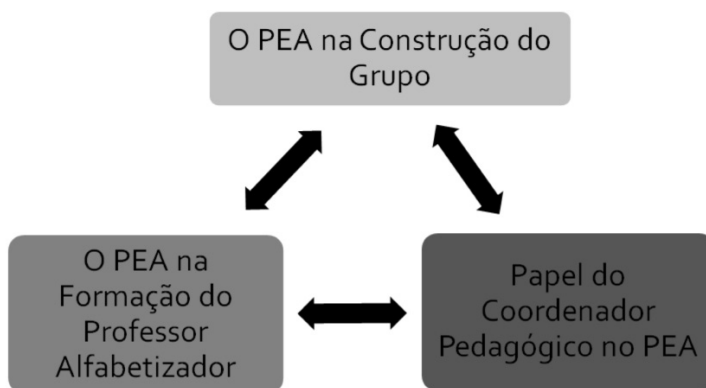 O PEA na Construção do
Grupo
O PEA na
Formação do
Professor
Alfabetizador
Papel do
Coordenador
Pedagógico no PEA